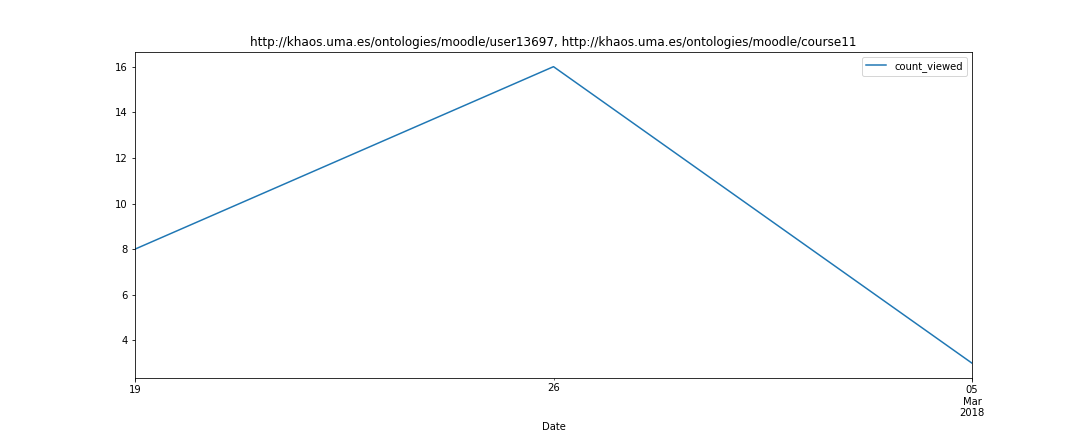 http://khaos.uma.es/ontologies/moodle/user13697, http://khaos.uma.es/ontologies/moodle/course11
count_viewed
16
14
12
10
8
6
4
19
26
05
Mar
2018
Date